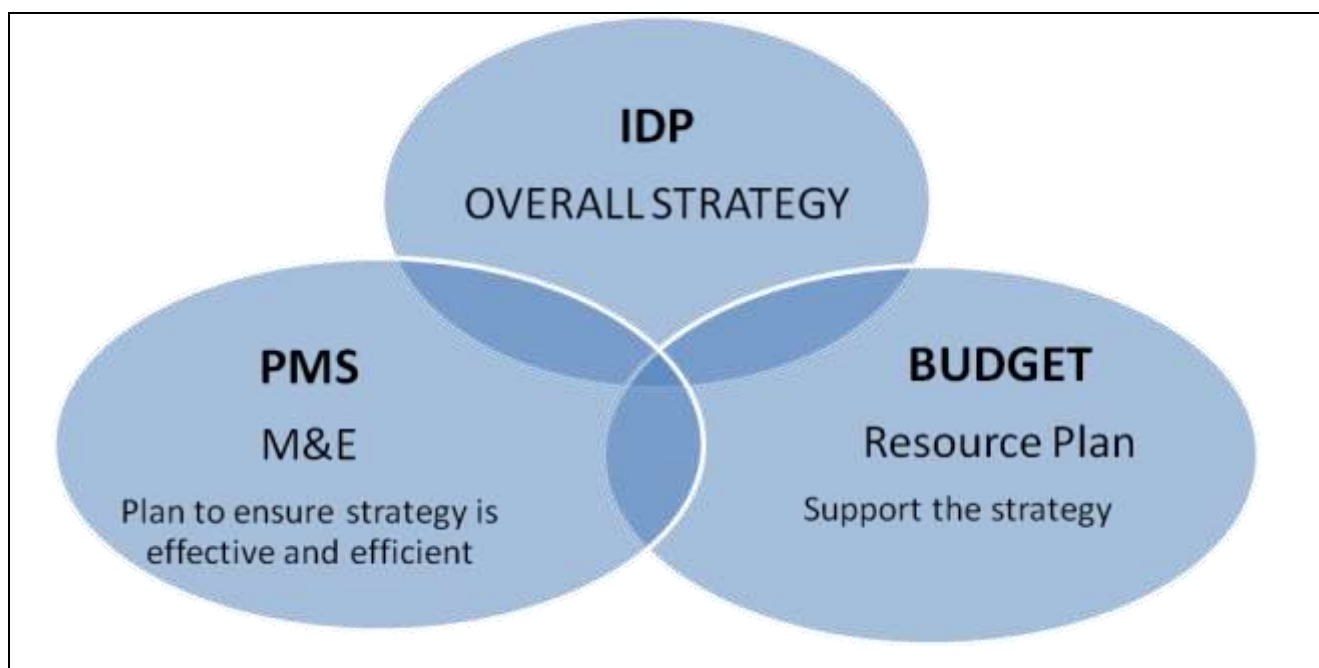 IDP
OVERALL STRATEGY
PMS
M&E
Plan to ensure strategy is
effective and efficient
BUDGET
Resource Plan
Support the strategy